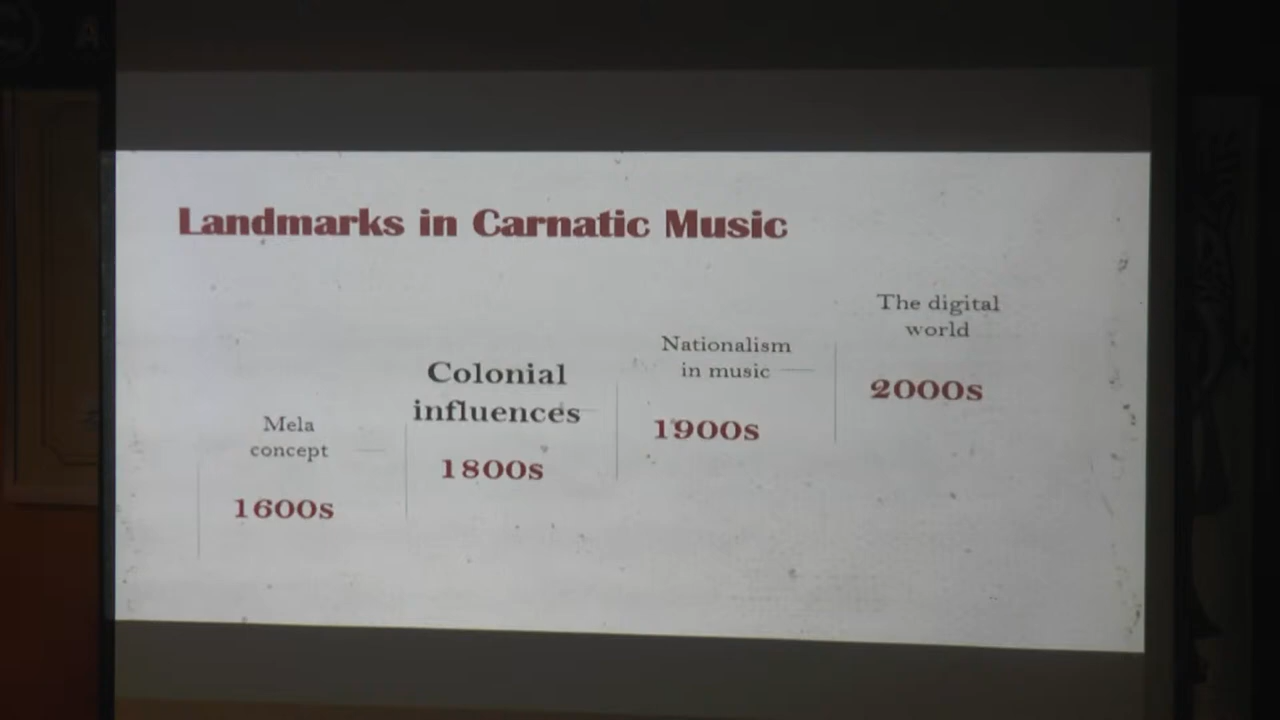 Landmarks in Carnatic Music
Mela
concept
1600s
Colonial
influences
1800s
Nationalism
in music
1900s
The digital
world
2000s